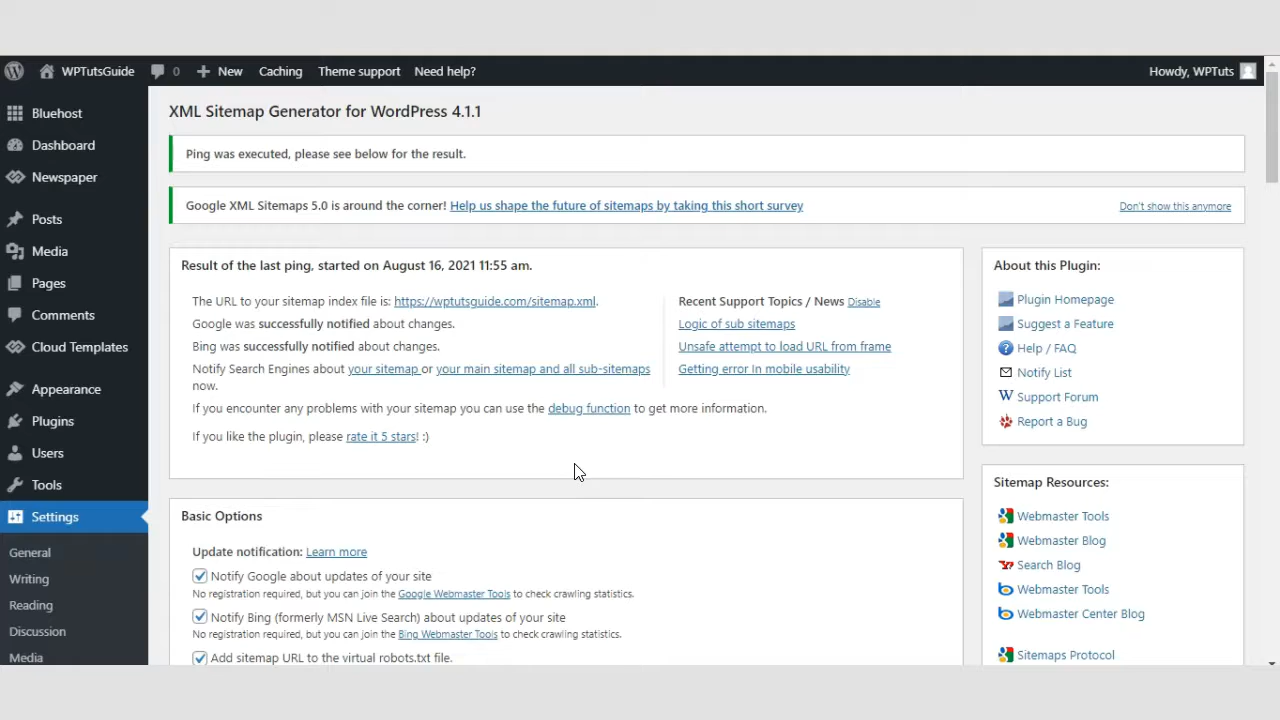 WPTutsGuide 0 New Caching Theme support Need help? Howdy, WPTuts
Bluehost
Dashboard
Newspaper
Posts
Media
Pages
Comments
Cloud Templates
Appearance
Plugins
Users
Tools
Settings
General
Writing
Reading
Discussion
Media
XML Sitemap Generator for WordPress 4.1.1
Ping was executed, please see below for the result.
Google XML Sitemaps 5.0 is around the corner! Help us shape the future of sitemaps by taking this short survey
Don't show this anymore
Result of the last ping, started on August 16, 2021 11:55 am.
The URL to your sitemap index file is: https://wptutsguide.com/sitemap.xml.
Google was successfully notified about changes.
Bing was successfully notified about changes.
Notify Search Engines about your sitemap or your main sitemap and all sub-sitemaps
now.
If you encounter any problems with your sitemap you can use the debug function to get more information.
If you like the plugin, please rate it 5 stars! :)
Recent Support Topics / News Disable
Logic of sub sitemaps
Unsafe attempt to load URL from frame
Getting error In mobile usability
Basic Options
Update notification: Learn more
Notify Google about updates of your site
No registration required, but you can join the Google Webmaster Tools to check crawling statistics.
Notify Bing (formerly MSN Live Search) about updates of your site
No registration required, but you can join the Bing Webmaster Tools to check crawling statistics.
Add sitemap URL to the virtual robots.txt file.
About this Plugin:
Plugin Homepage
Suggest a Feature
Help / FAQ
Notify List
Support Forum
Report a Bug
Sitemap Resources:
Webmaster Tools
Webmaster Blog
Search Blog
Webmaster Tools
Webmaster Center Blog
Sitemaps Protocol